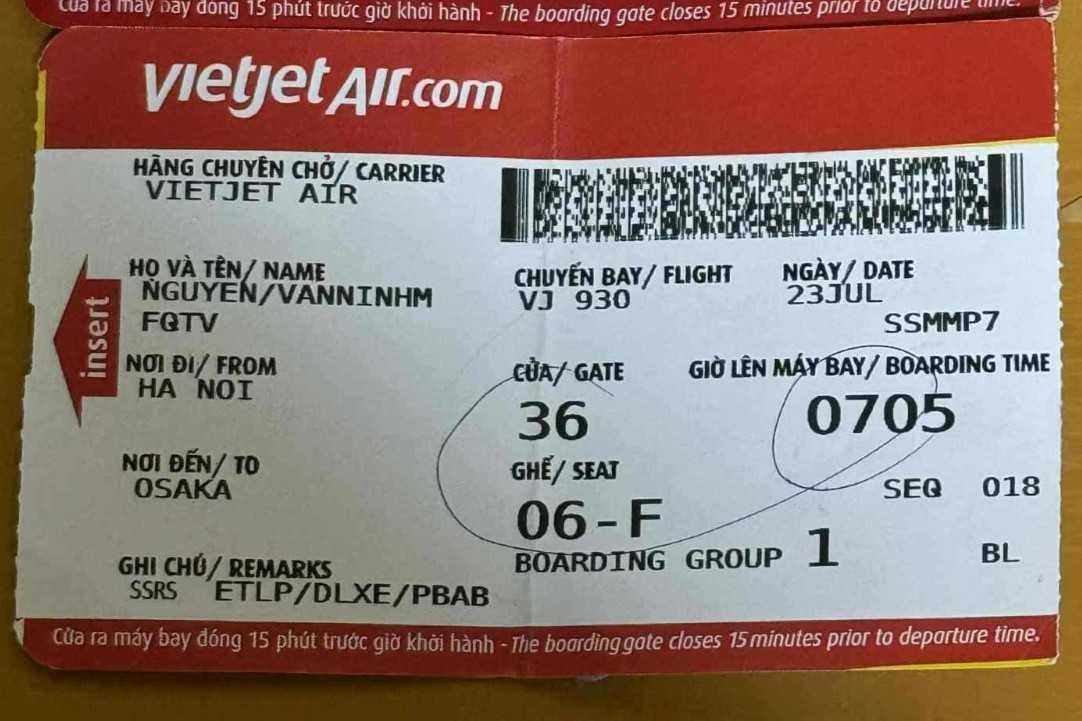 cửa ra máy bay đóng 15 phút trước giờ khởi hành - The boarding gate closes 15 minutes prior to departure time.
vietjetAir.com
HÃNG CHUYÊN CHỞ/ CARRIER
VIETJET AIR
HỌ VÀ TÊN/ NAME
NGUYEN/VANNINHM
FQTV
CHUYẾN BAY/ FLIGHT
VJ 930
NGÀY/ DATE
23JUL
SSMMP7
insert
NƠI ĐI/ FROM
HA NOI
CỬA/ GATE
36
GIỜ LÊN MÁY BAY/ BOARDING TIME
0705
NƠI ĐẾN/ TO
OSAKA
GHẾ/ SEAT
06-F
SEQ 018
BOARDING GROUP 1
BL
GHI CHÚ/ REMARKS
SSRS ETLP/DLXE/PBAB
Cửa ra máy bay đóng 15 phút trước giờ khởi hành - The boarding gate closes 15 minutes prior to departure time.